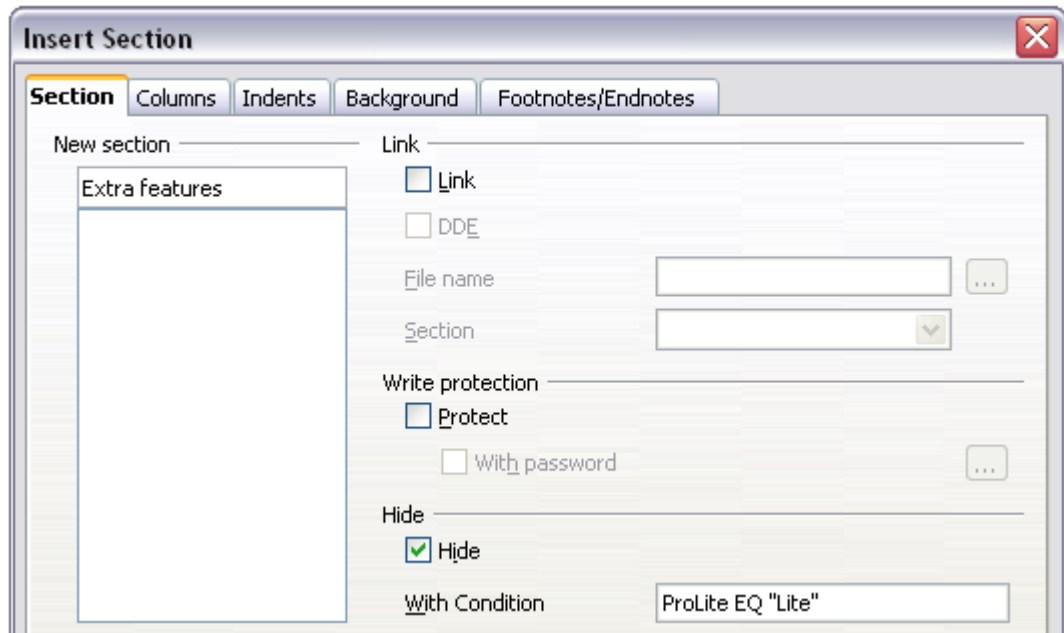 Insert Section
Section Columns Indents Background Footnotes/Endnotes
New section
Extra features
Link
Link
DDE
File name
...
Section
Write protection
Protect
With password
...
Hide
Hide
With Condition
ProLite EQ "Lite"